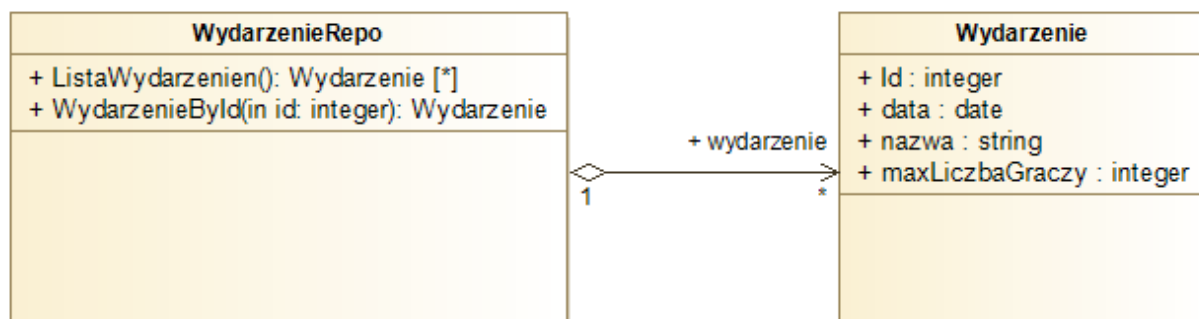 WydarzenieRepo
+ ListaWydarzenien(): Wydarzenie [*]
+ WydarzenieById(in id: integer): Wydarzenie
+ wydarzenie
1
*
Wydarzenie
+ Id : integer
+ data : date
+ nazwa : string
+ maxLiczbaGraczy : integer